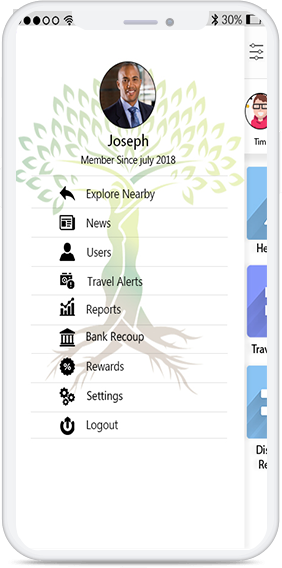 30%
Joseph
Member Since july 2018
Explore Nearby
News
Users
Travel Alerts
Reports
Bank Recoup
Rewards
Settings
Logout
Tim
He
Trav
Dis
Re